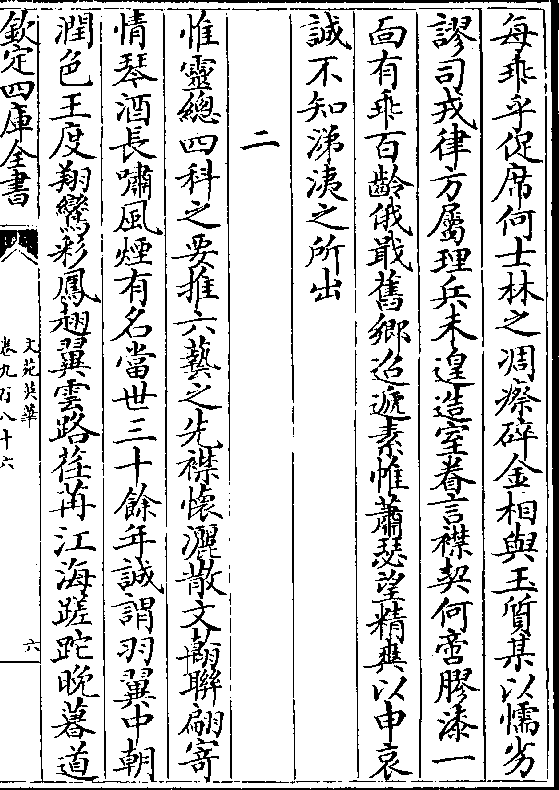 每乖乎促席何士林之凋瘵碎金相與玉質某以懦劣
謬司戎律方屬理兵未遑造室眷言襟契何啻膠漆一
面有乖百齡俄戢舊鄉迢遞素帷蕭瑟望精爽以申哀
誠不知涕洟之所出
二
惟靈總四科之要推六藝之先襟懷灑散文翰聯翩寄
情琴酒長嘯風煙有名當世三十餘年誠謂羽翼中朝
潤色王度翔鸞彩鳳翅翼雲路荏苒江海蹉跎晚暮道
欽定四庫全書
文苑英華
卷九百八十六
六